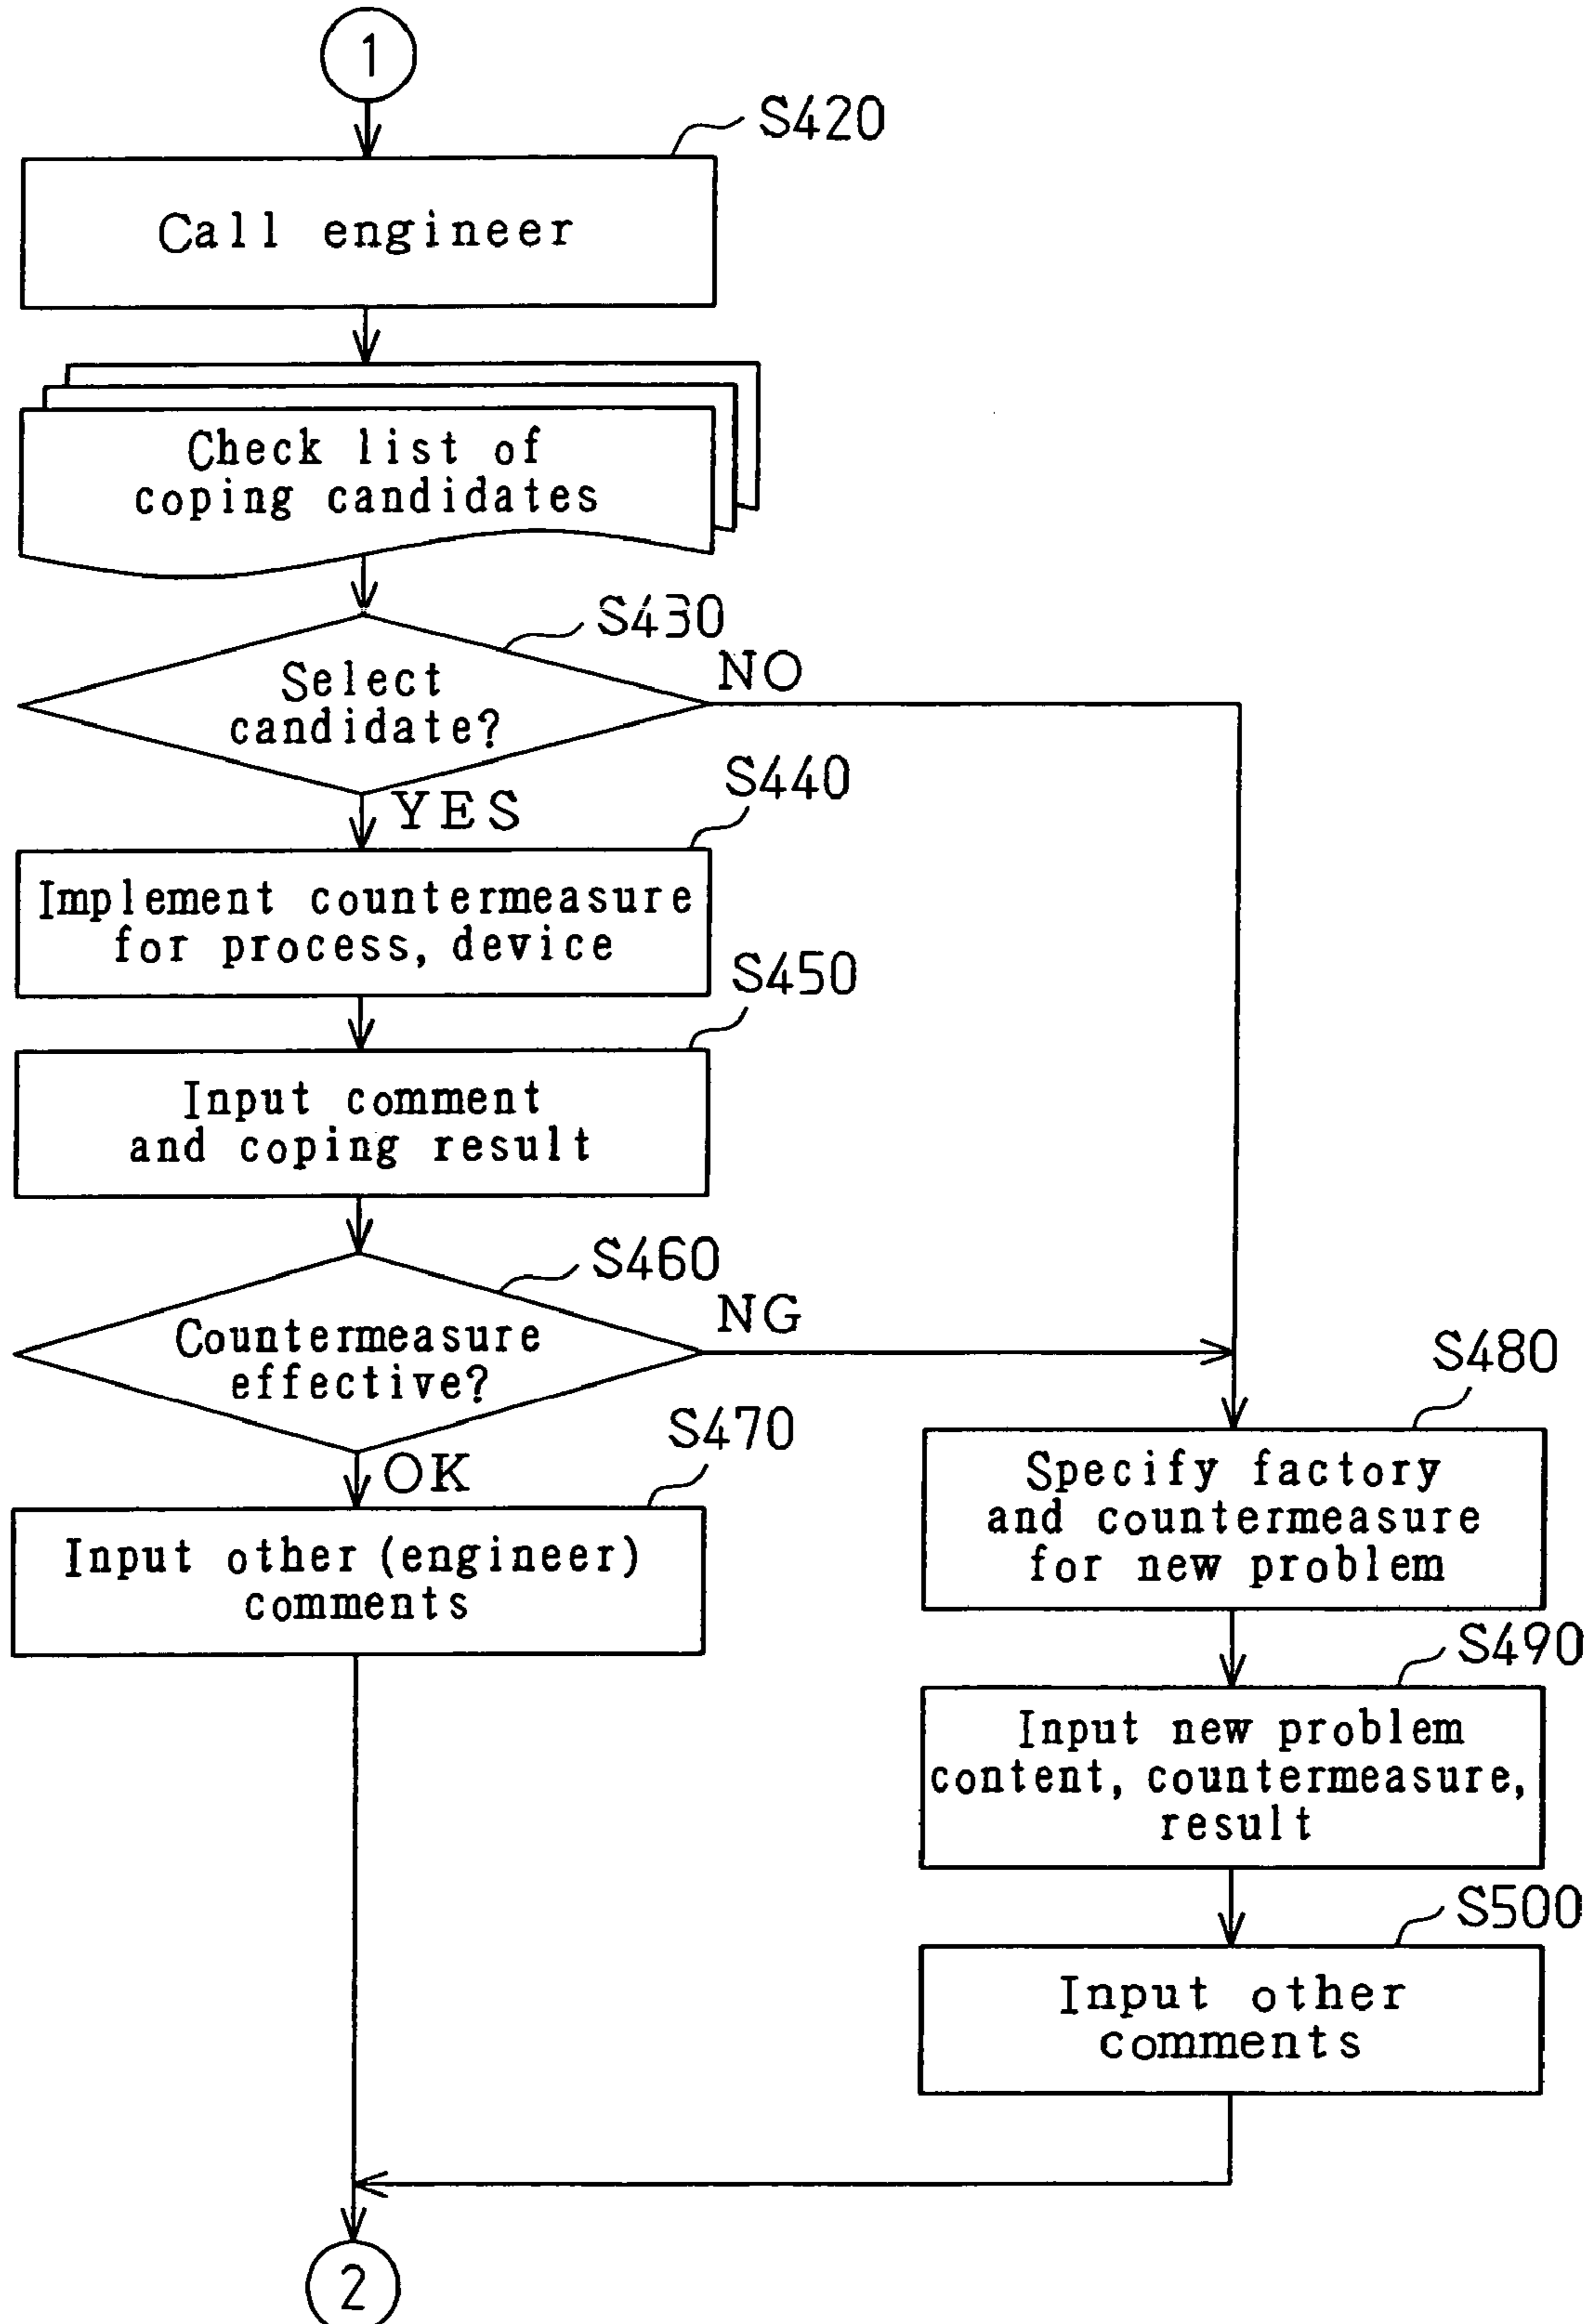 1
S420
Call engineer
Check list of
coping candidates
S430
Select
candidate?
NO
YES
S440
Implement countermeasure
for process, device
S450
Input comment
and coping result
S460
Countermeasure
effective?
NG
OK
S470
Input other (engineer)
comments
S480
Specify factory
and countermeasure
for new problem
S490
Input new problem
content, countermeasure,
result
S500
Input other
comments
2